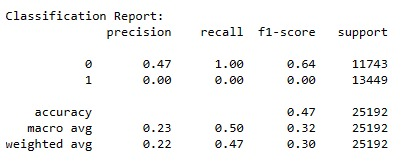 Classification Report:
precision recall f1-score support
0 0.47 1.00 0.64 11743
1 0.00 0.00 0.00 13449
accuracy 0.47 25192
macro avg 0.23 0.50 0.32 25192
weighted avg 0.22 0.47 0.30 25192